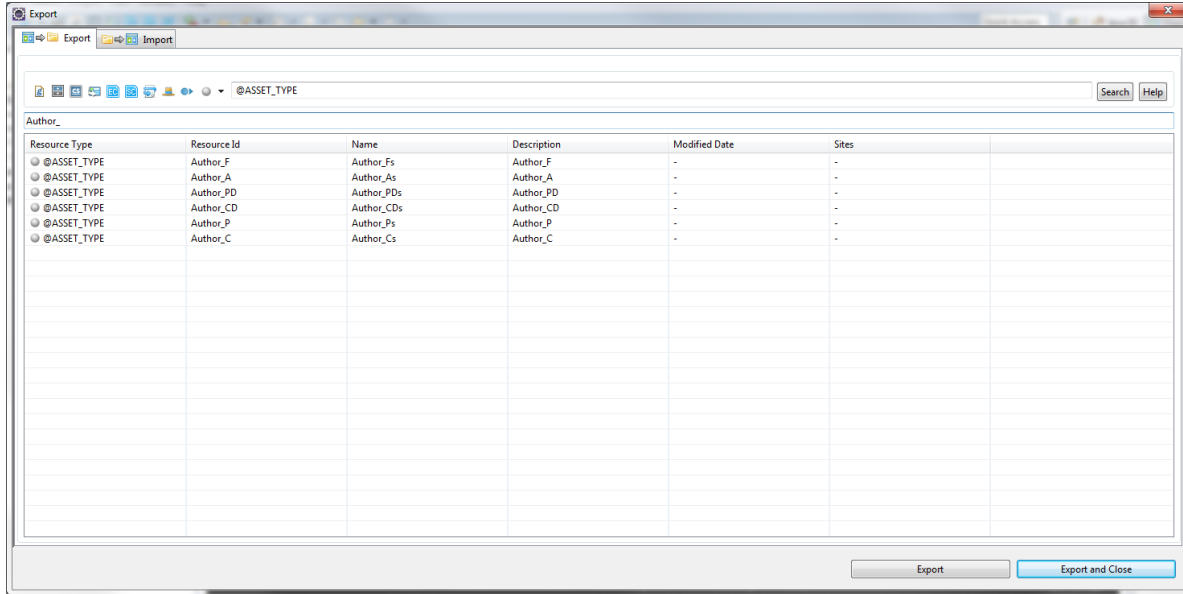 Export
Export Import
@ASSET_TYPE Search Help
Author_
Resource Type Resource Id Name Description Modified Date Sites
@ASSET_TYPE Author_F Author_Fs Author_F - -
@ASSET_TYPE Author_A Author_As Author_A - -
@ASSET_TYPE Author_PD Author_PDs Author_PD - -
@ASSET_TYPE Author_CD Author_CDs Author_CD - -
@ASSET_TYPE Author_P Author_Ps Author_P - -
@ASSET_TYPE Author_C Author_Cs Author_C - -
Export Export and Close